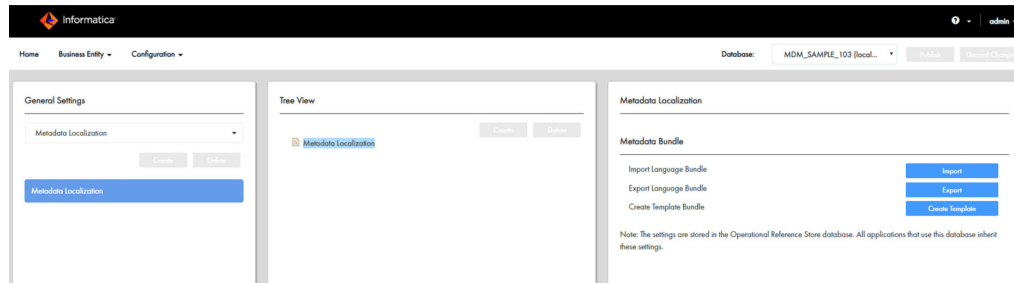 Informatica
admin
Home Business Entity Configuration
Database: MDM_SAMPLE_103 (local...
Publish Discard Change
General Settings
Metadata Localization
Create Delete
Metadata Localization
Tree View
Create Delete
Metadata Localization
Metadata Localization
Metadata Bundle
Import Language Bundle Import
Export Language Bundle Export
Create Template Bundle Create Template
Note: The settings are stored in the Operational Reference Store database. All applications that use this database inherit
these settings.